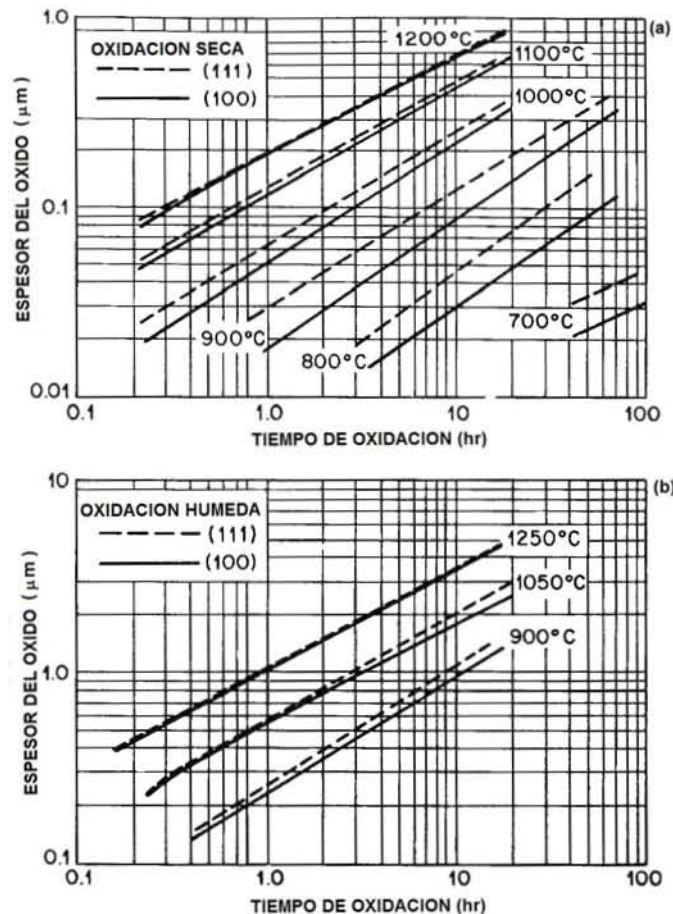 (a)
OXIDACION SECA
(111)
(100)
1200°C
1100°C
1000°C
900°C
800°C
700°C
ESPESOR DEL OXIDO (μm)
1.0
0.1
0.01
0.1
1.0
10
100
TIEMPO DE OXIDACION (hr)
(b)
OXIDACION HUMEDA
(111)
(100)
1250°C
1050°C
900°C
ESPESOR DEL OXIDO (μm)
10
1.0
0.1
0.1
1.0
10
100
TIEMPO DE OXIDACION (hr)